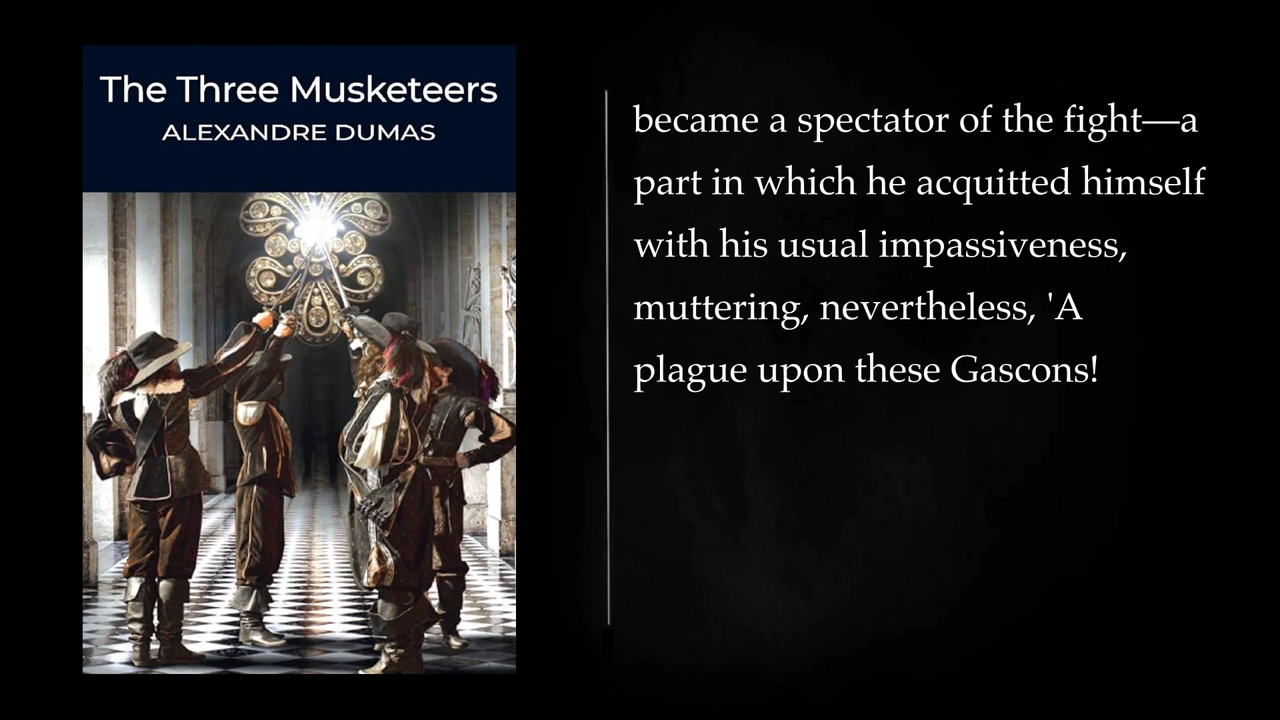 The Three Musketeers
ALEXANDRE DUMAS
became a spectator of the fight—a
part in which he acquitted himself
with his usual impassiveness,
muttering, nevertheless, 'A
plague upon these Gascons!